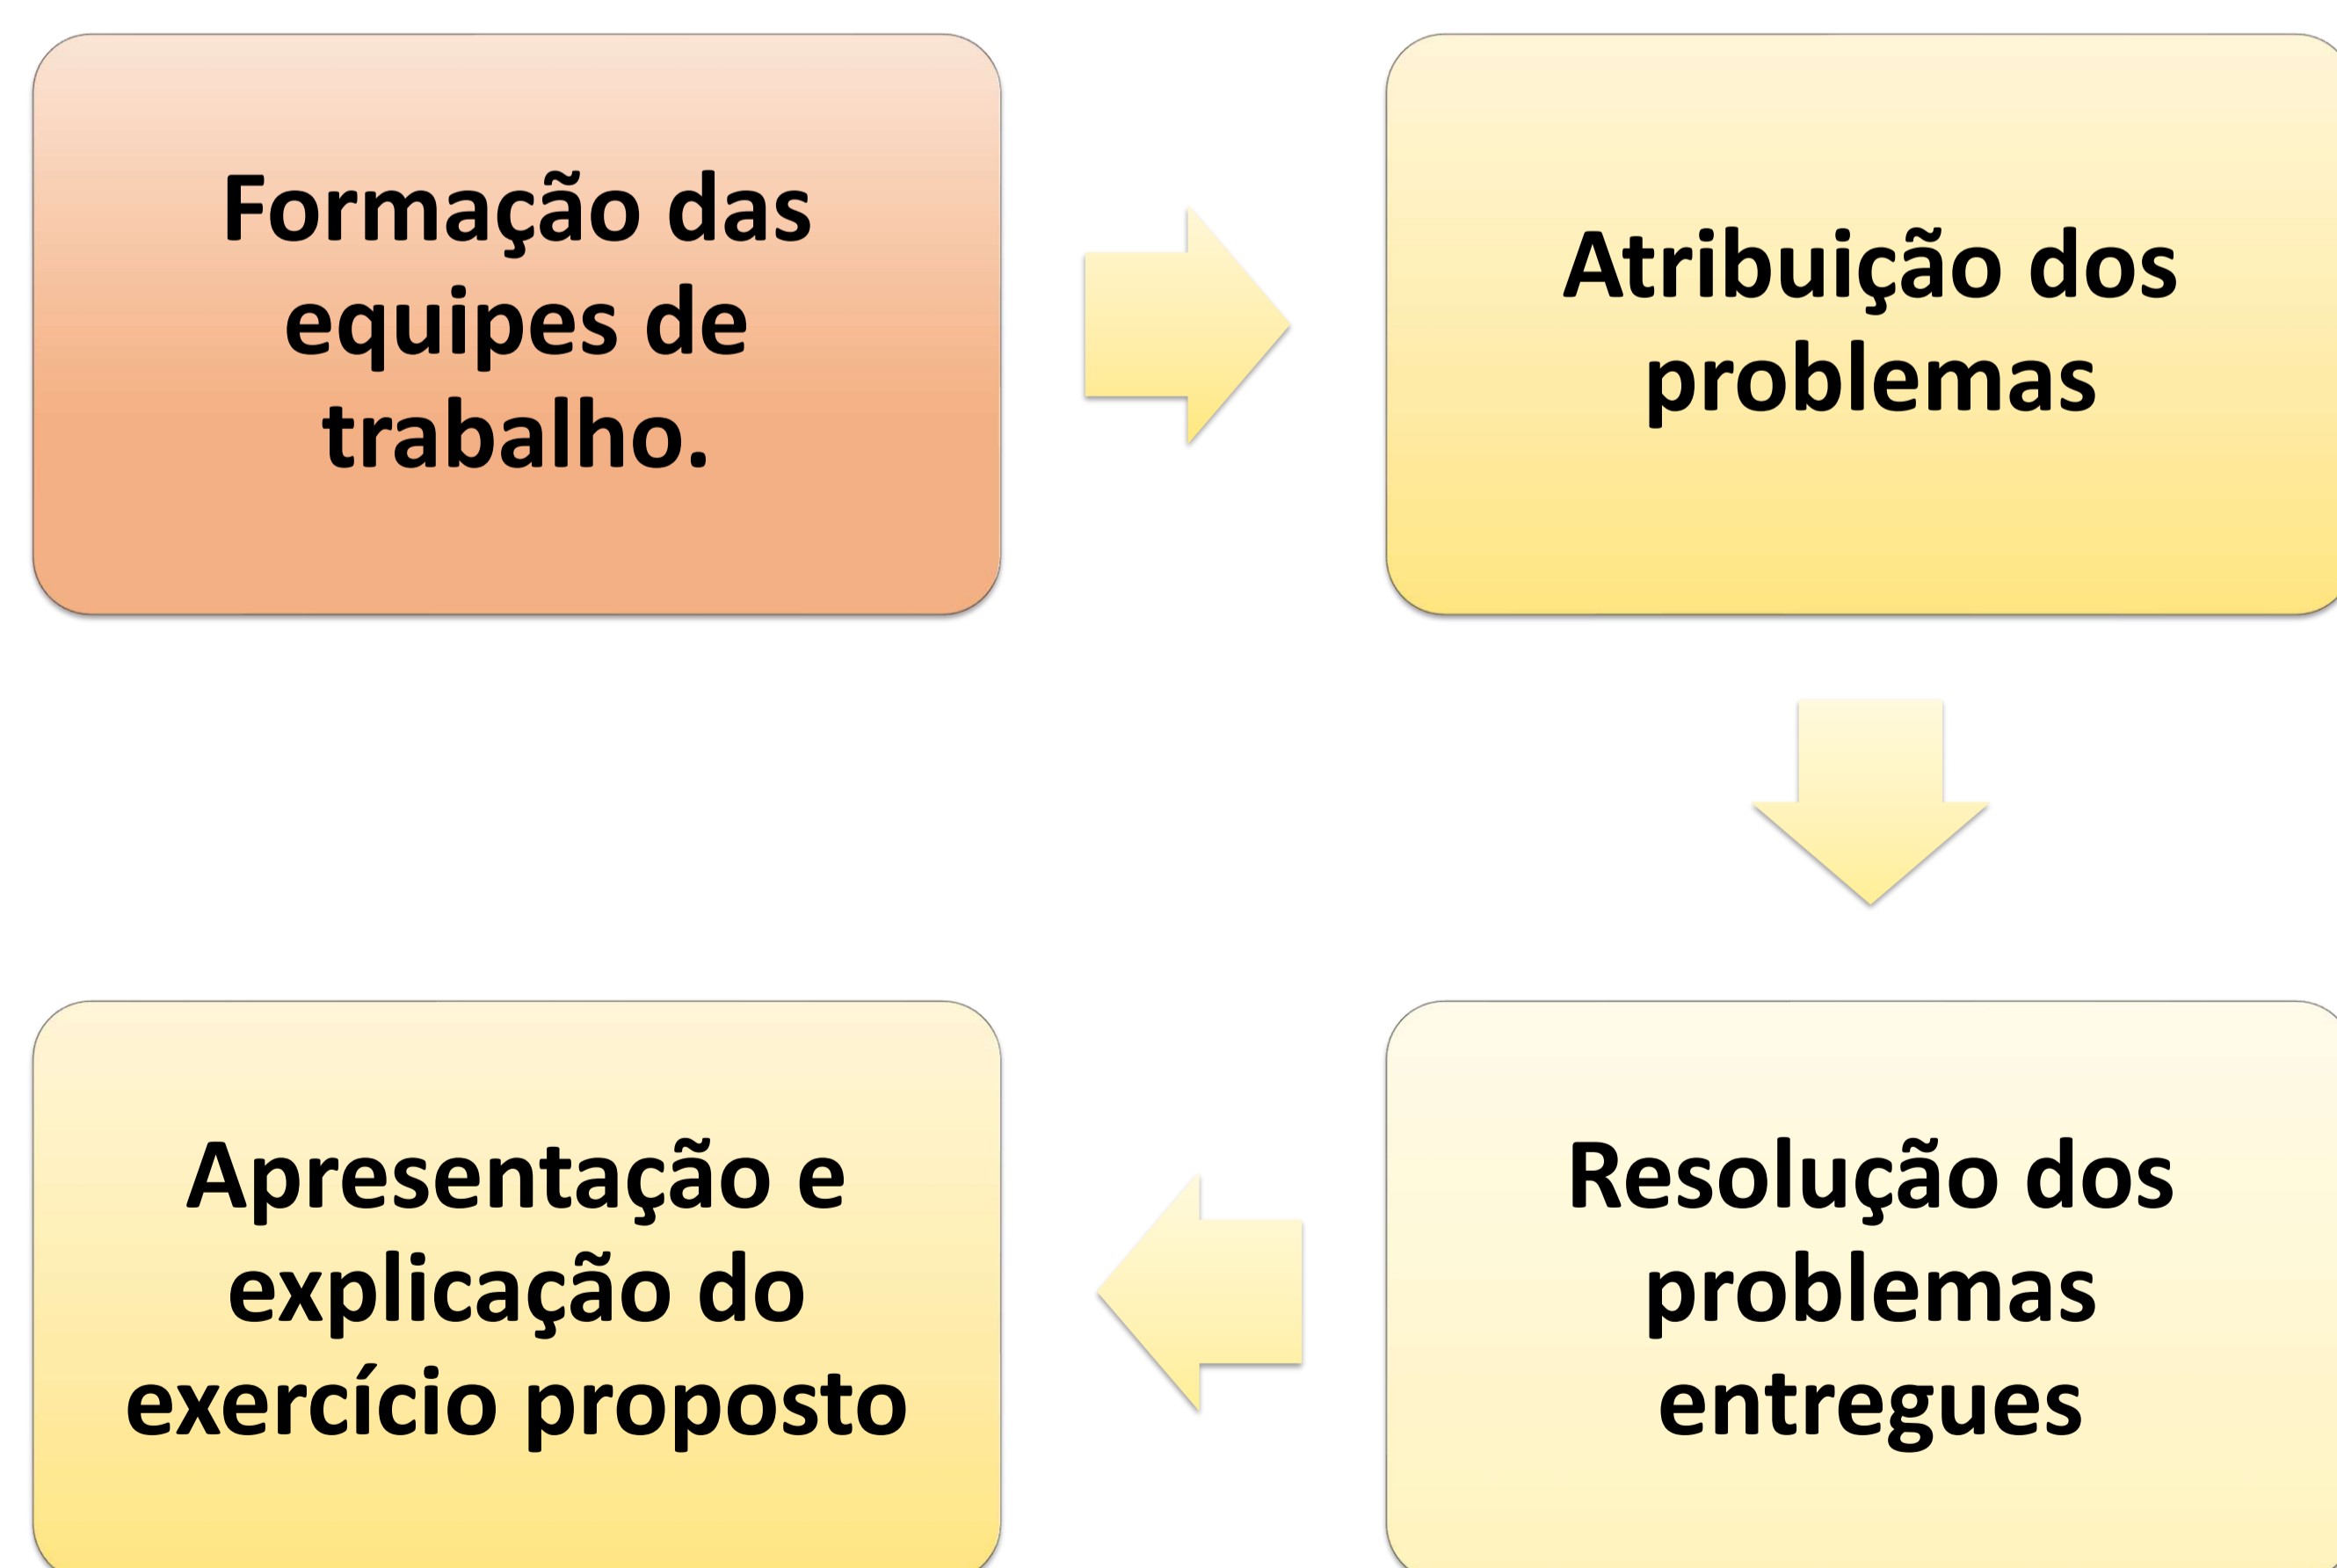 Formação das
equipes de
trabalho.
Atribuição dos
problemas
Resolução dos
problemas
entregues
Apresentação e
explicação do
exercício proposto